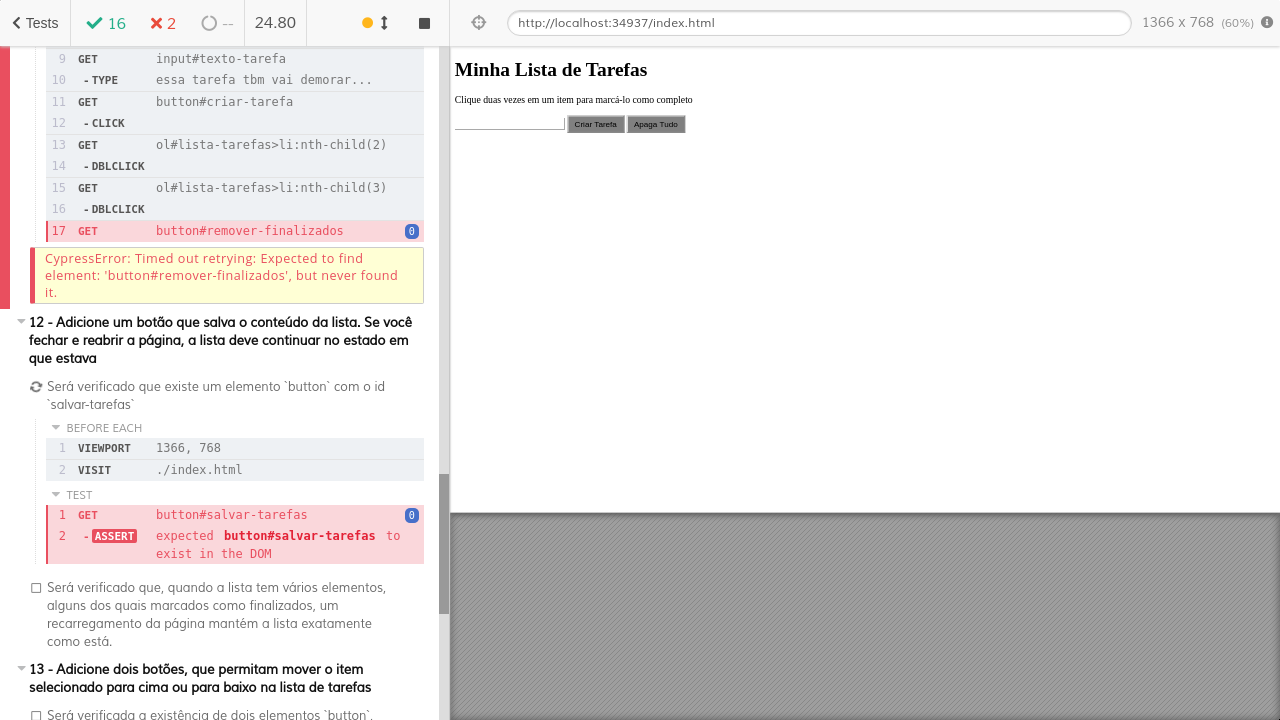 Tests 16 2 -- 24.80 http://localhost:34937/index.html 1366 x 768 (60%)
9 GET input#texto-tarefa
10 - TYPE essa tarefa tbm vai demorar...
11 GET button#criar-tarefa
12 - CLICK
13 GET ol#lista-tarefas>li:nth-child(2)
14 - DBLCLICK
15 GET ol#lista-tarefas>li:nth-child(3)
16 - DBLCLICK
17 GET button#remover-finalizados 0
CypressError: Timed out retrying: Expected to find
element: 'button#remover-finalizados', but never found
it.
12 - Adicione um botão que salva o conteúdo da lista. Se você
fechar e reabrir a página, a lista deve continuar no estado em
que estava
Será verificado que existe um elemento `button` com o id
`salvar-tarefas`
BEFORE EACH
1 VIEWPORT 1366, 768
2 VISIT ./index.html
TEST
1 GET button#salvar-tarefas 0
2 - ASSERT expected button#salvar-tarefas to
exist in the DOM
Será verificado que, quando a lista tem vários elementos,
alguns dos quais marcados como finalizados, um
recarregamento da página mantém a lista exatamente
como está.
13 - Adicione dois botões, que permitam mover o item
selecionado para cima ou para baixo na lista de tarefas
Será verificada a existência de dois elementos `button`,
Minha Lista de Tarefas
Clique duas vezes em um item para marcá-lo como completo
Criar Tarefa Apaga Tudo